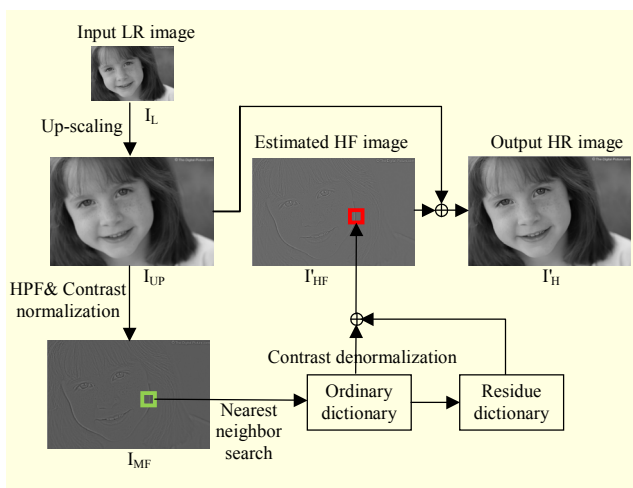 Input LR image
I_L
Up-scaling
Estimated HF image
Output HR image
I_UP
I'_HF
I'_H
HPF& Contrast
normalization
Contrast denormalization
Ordinary
dictionary
Residue
dictionary
Nearest
neighbor
search
I_MF